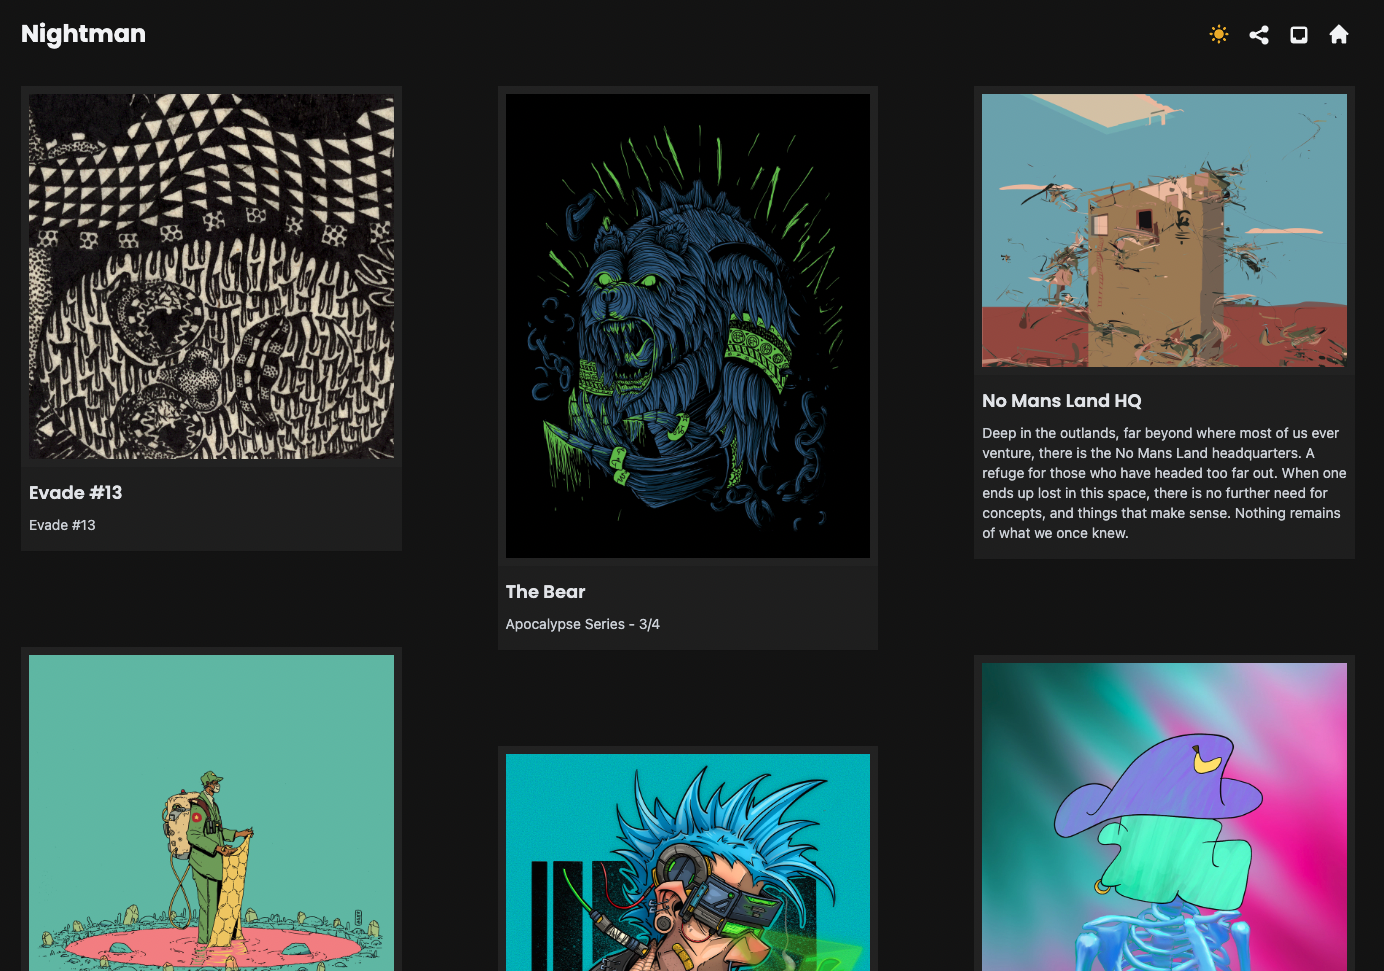 Nightman
Evade #13
Evade #13
The Bear
Apocalypse Series - 3/4
No Mans Land HQ
Deep in the outlands, far beyond where most of us ever
venture, there is the No Mans Land headquarters. A
refuge for those who have headed too far out. When one
ends up lost in this space, there is no further need for
concepts, and things that make sense. Nothing remains
of what we once knew.